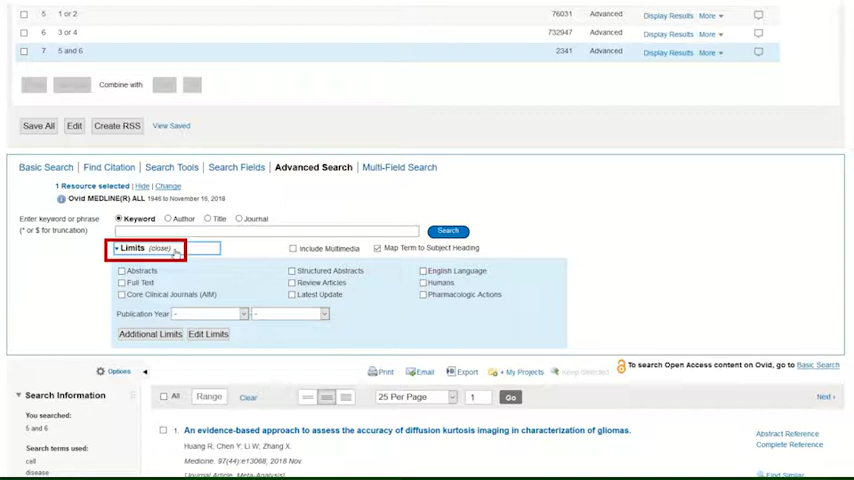 5 1 or 2 76031 Advanced Display Results More
6 3 or 4 732947 Advanced Display Results More
7 5 and 6 2341 Advanced Display Results More
Combine with
Save All Edit Create RSS View Saved
Basic Search | Find Citation | Search Tools | Search Fields | Advanced Search | Multi-Field Search
1 Resource selected | Hide | Change
Ovid MEDLINE(R) ALL 1946 to November 16, 2018
Enter keyword or phrase
(* or $ for truncation)
Keyword Author Title Journal
Search
Limits (close) Include Multimedia Map Term to Subject Heading
Abstracts Structured Abstracts English Language
Full Text Review Articles Humans
Core Clinical Journals (AIM) Latest Update Pharmacologic Actions
Publication Year - -
Additional Limits Edit Limits
Options Print Email Export + My Projects Keep Selected To search Open Access content on Ovid, go to Basic Search
Search Information All Range Clear 25 Per Page 1 Go Next
You searched:
5 and 6
Search terms used:
cell
disease
1. An evidence-based approach to assess the accuracy of diffusion kurtosis imaging in characterization of gliomas.
Huang R, Chen Y, Li W, Zhang X.
Medicine. 97(44):e13068, 2018 Nov.
[Journal Article. Meta-Analysis]
Abstract Reference
Complete Reference
Find Similar